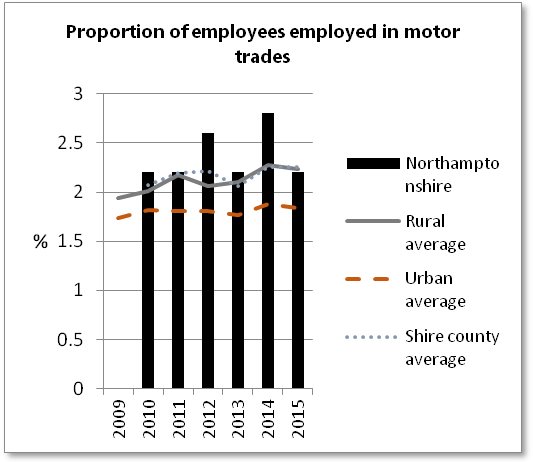 Proportion of employees employed in motor
trades
3
2.5
2
1.5
1
0.5
0
%
2009
2010
2011
2012
2013
2014
2015
Northampto
nshire
Rural
average
Urban
average
Shire county
average